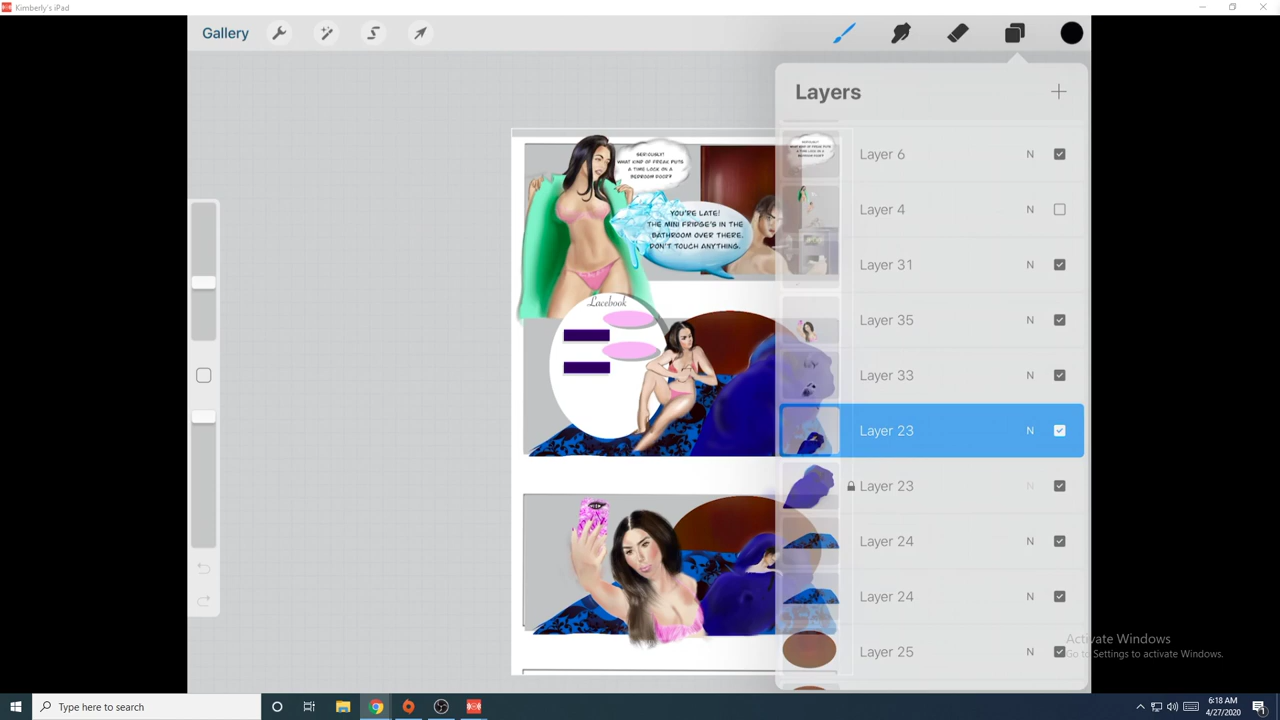 Kimberly's iPad
Gallery
Layers
Layer 6 N
Layer 4 N
Layer 31 N
Layer 35 N
Layer 33 N
Layer 23 N
Layer 23 N
Layer 24 N
Layer 24 N
Layer 25 N
SERIOUSLY!
WHAT KIND OF FREAK PUTS
A TIME LOCK ON A
BEDROOM DOOR?
YOU'RE LATE!
THE MINI FRIDGE'S IN THE
BATHROOM OVER THERE.
DON'T TOUCH ANYTHING.
Lacebook
Activate Windows
Go to Settings to activate Windows.
Type here to search
6:18 AM
4/27/2020
1